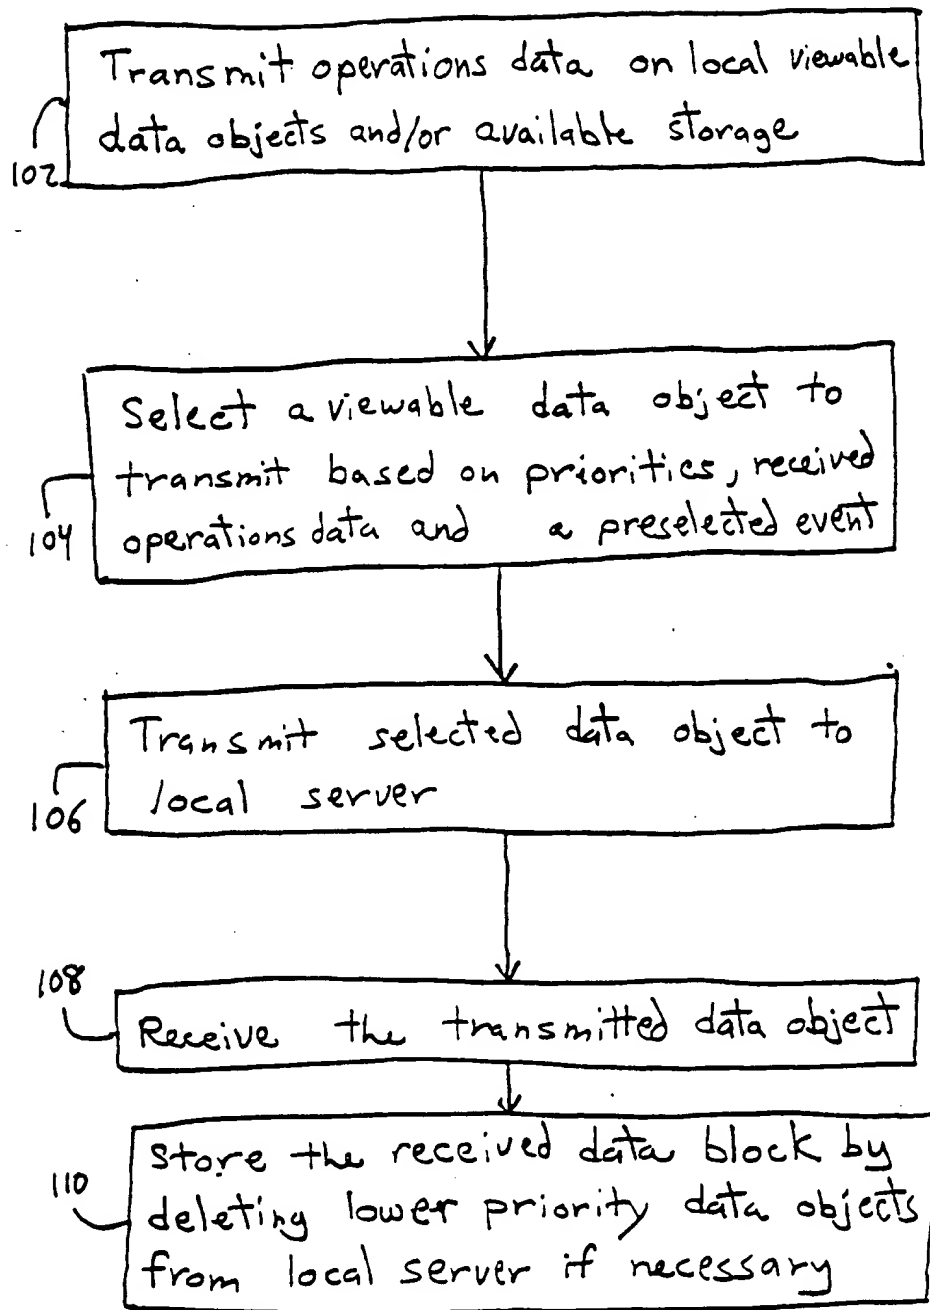 Transmit operations data on local viewable
data objects and/or available storage
102
Select a viewable data object to
transmit based on priorities, received
operations data and a preselected event
104
Transmit selected data object to
local server
106
108
Receive the transmitted data object
Store the received data block by
110
deleting lower priority data objects
from local server if necessary